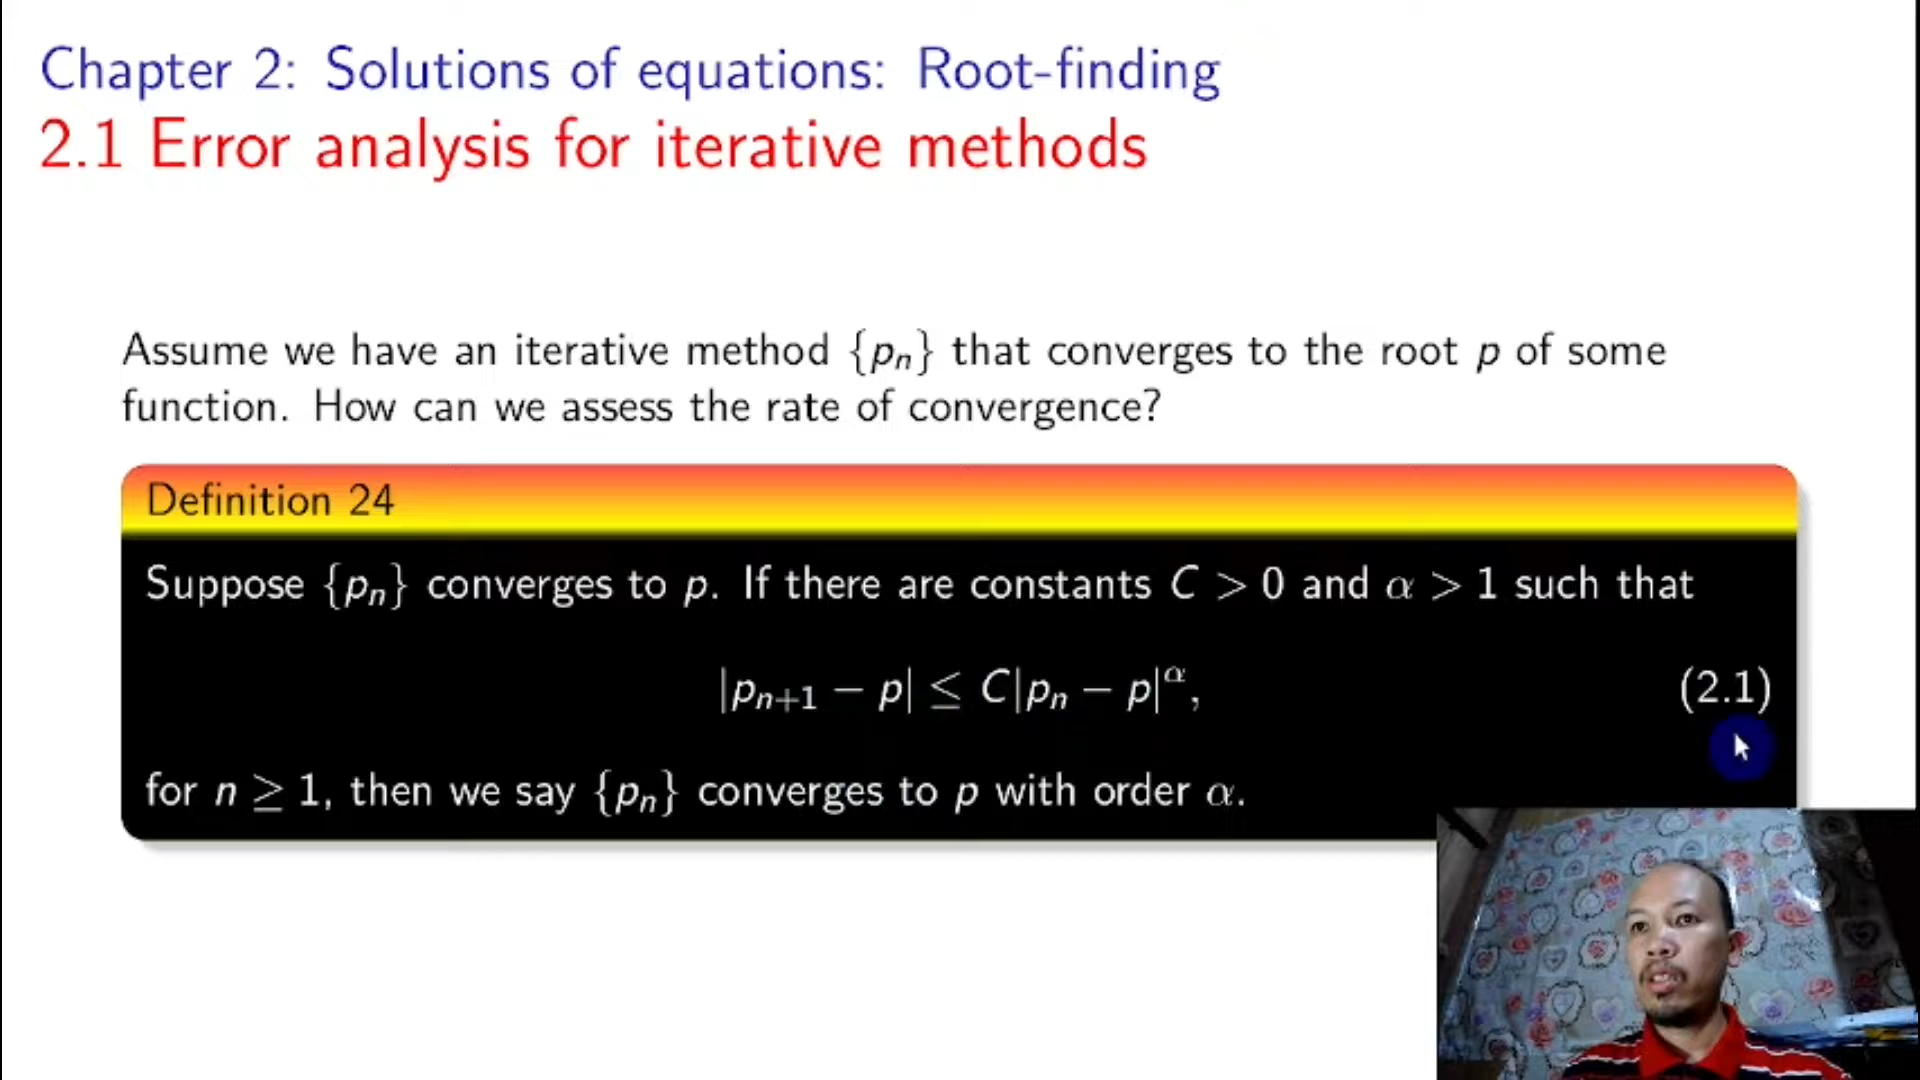 Chapter 2: Solutions of equations: Root-finding
2.1 Error analysis for iterative methods
Assume we have an iterative method {pₙ} that converges to the root p of some
function. How can we assess the rate of convergence?
Definition 24
Suppose {pₙ} converges to p. If there are constants C > 0 and α > 1 such that
|pₙ₊₁ − p| ≤ C|pₙ − p|^α, (2.1)
for n ≥ 1, then we say {pₙ} converges to p with order α.